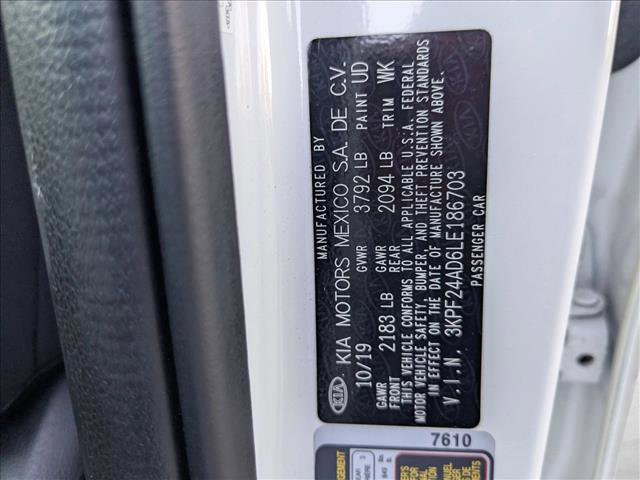 MANUFACTURED BY
KIA KIA MOTORS MEXICO S.A. DE C.V.
10/19 GVWR 3792 LB PAINT UD
GAWR FRONT 2183 LB GAWR REAR 2094 LB TRIM WK
THIS VEHICLE CONFORMS TO ALL APPLICABLE U.S.A. FEDERAL
MOTOR VEHICLE SAFETY, BUMPER, AND THEFT PREVENTION STANDARDS
IN EFFECT ON THE DATE OF MANUFACTURE SHOWN ABOVE.
V.I.N. 3KPF24AD6LE186703
PASSENGER CAR
7610